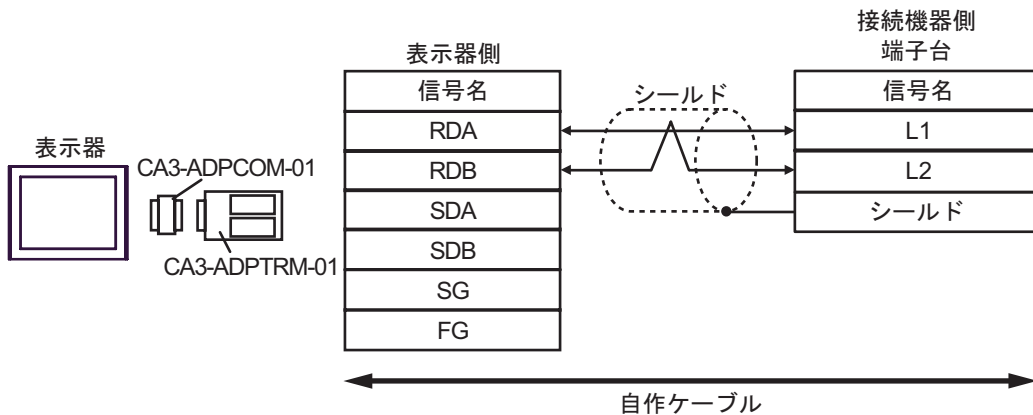 表示器
CA3-ADPCOM-01
CA3-ADPTRM-01
表示器側
信号名
RDA
RDB
SDA
SDB
SG
FG
シールド
接続機器側
端子台
信号名
L1
L2
シールド
自作ケーブル